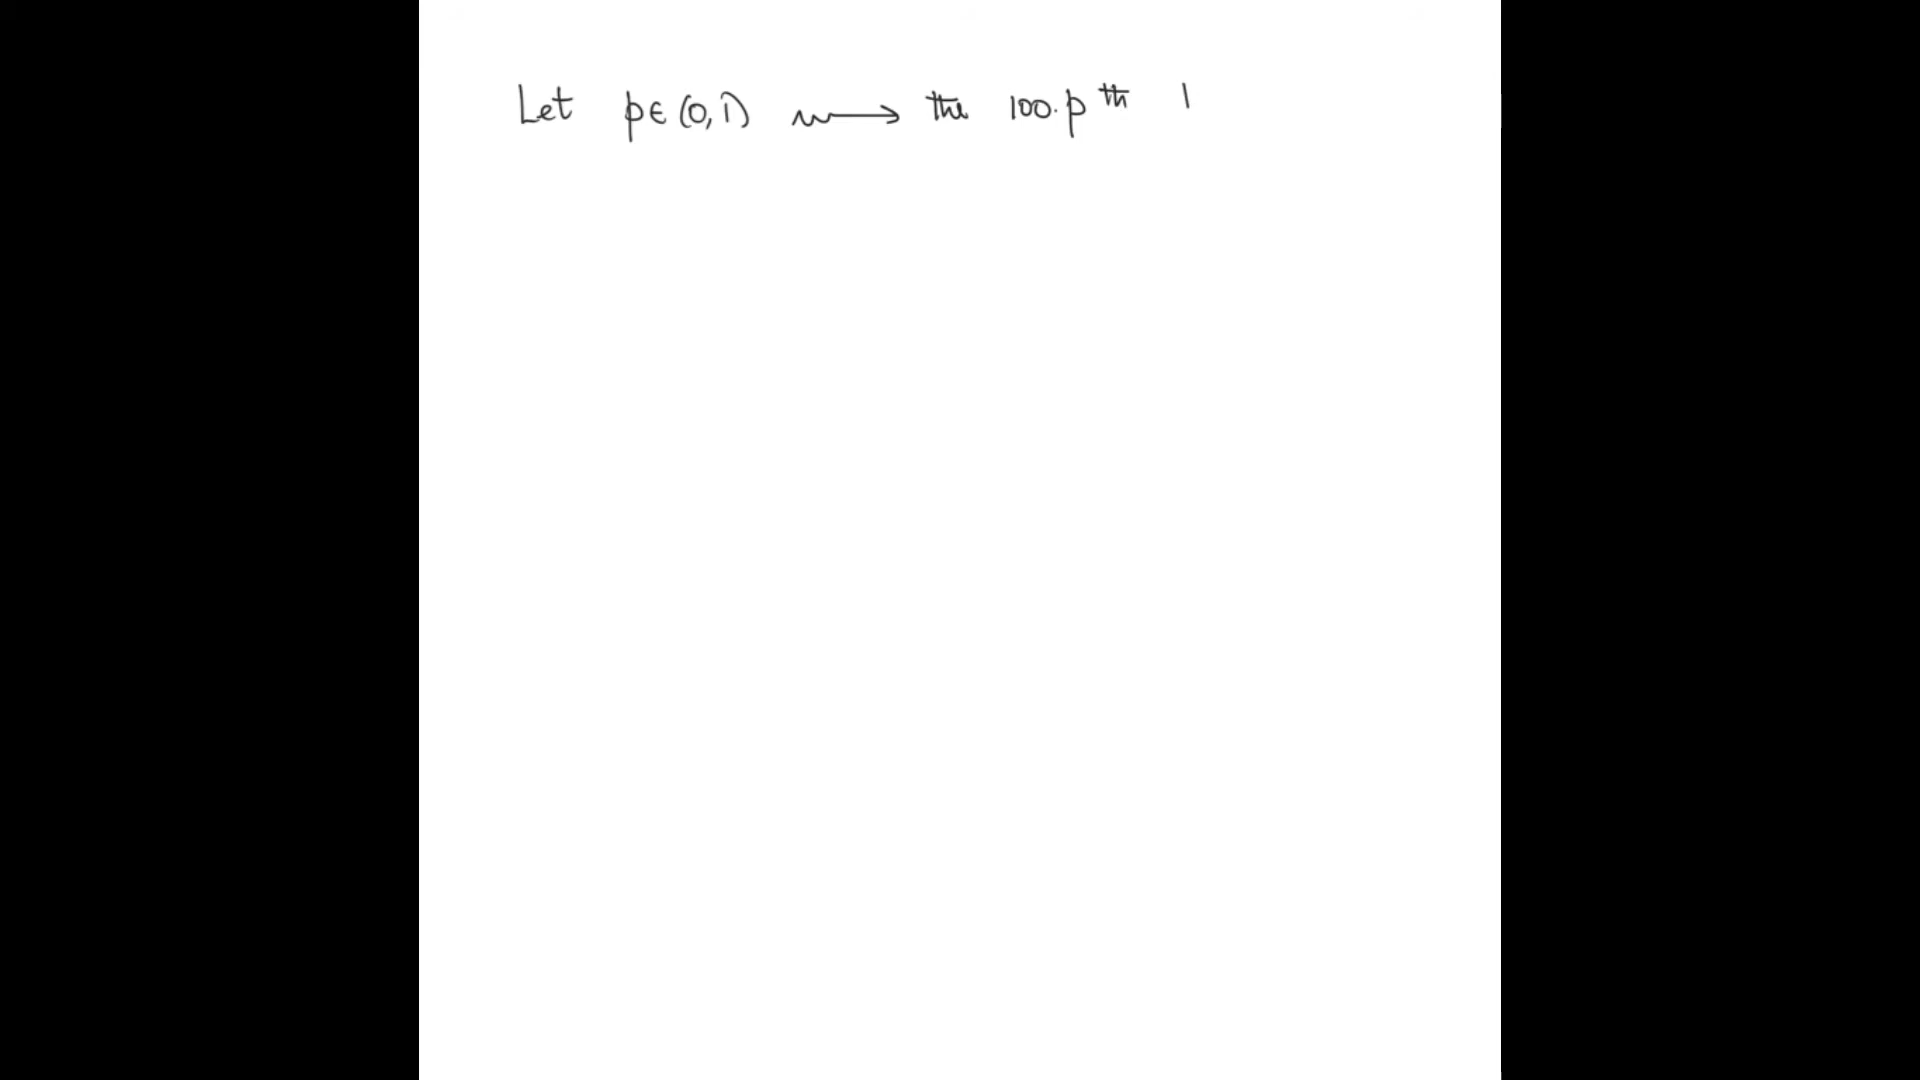 Let p∈(0,1) ⟿ the 100.p th